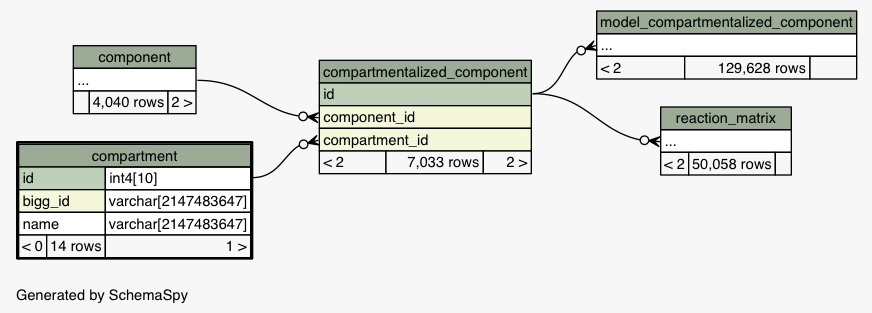 component
...
4,040 rows 2 >
compartment
id int4[10]
bigg_id varchar[2147483647]
name varchar[2147483647]
< 0 14 rows 1 >
compartmentalized_component
id
component_id
compartment_id
< 2 7,033 rows 2 >
model_compartmentalized_component
...
< 2 129,628 rows
reaction_matrix
...
< 2 50,058 rows
Generated by SchemaSpy